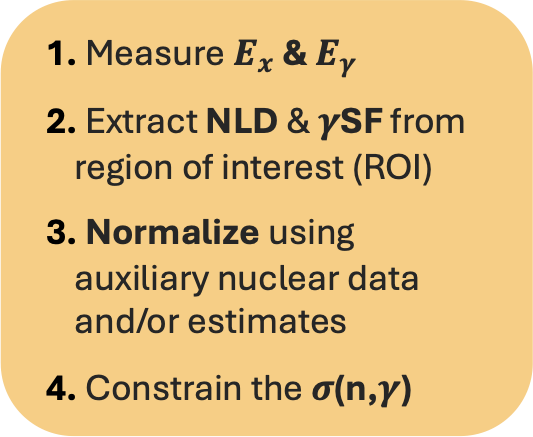 1. Measure Eₓ & Eᵧ
2. Extract NLD & γSF from
region of interest (ROI)
3. Normalize using
auxiliary nuclear data
and/or estimates
4. Constrain the σ(n,γ)